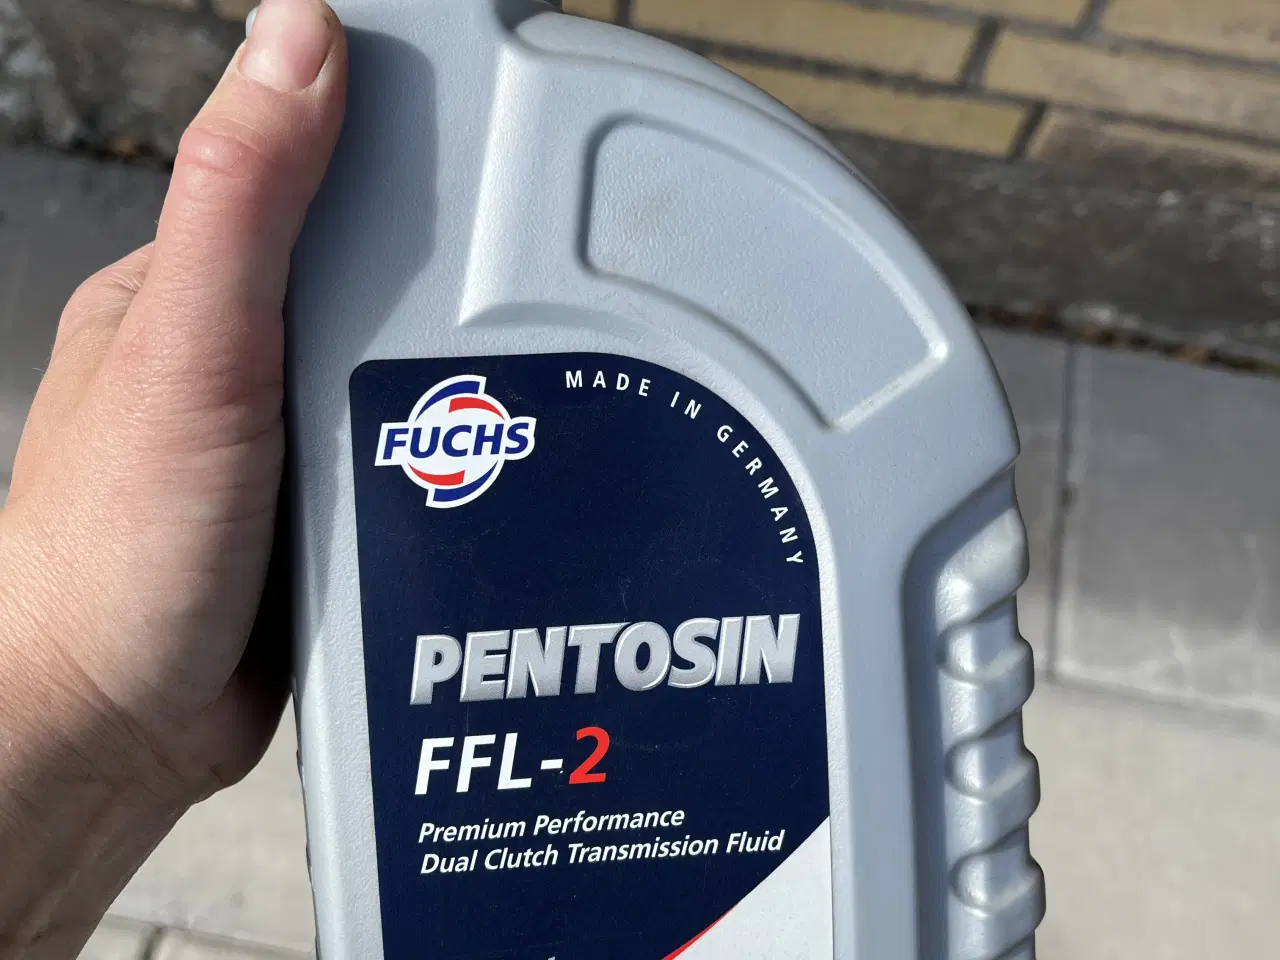 FUCHS
MADE IN GERMANY
PENTOSIN
FFL-2
Premium Performance
Dual Clutch Transmission Fluid